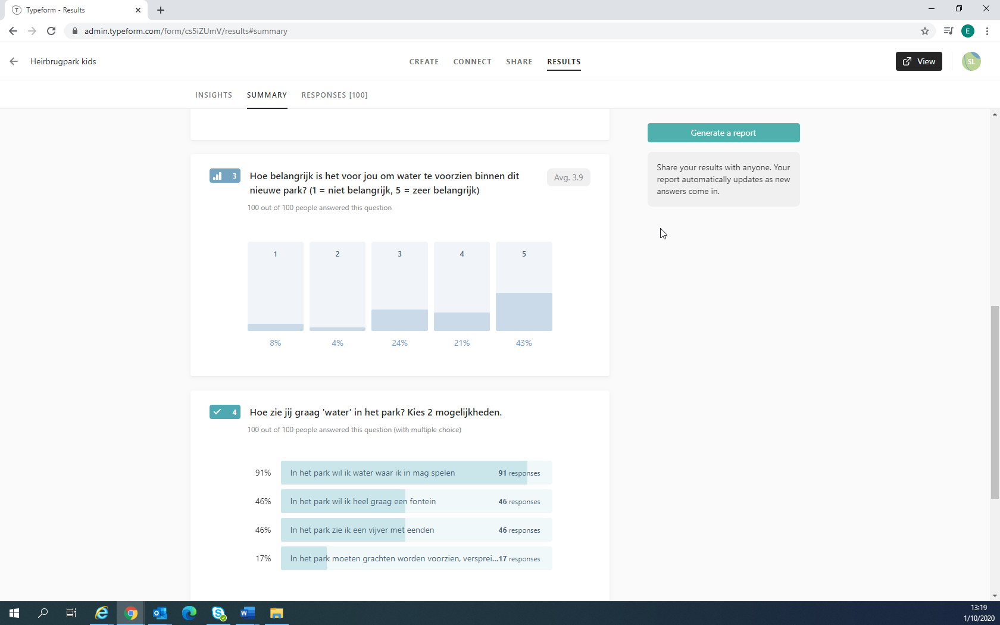 Typeform - Results
admin.typeform.com/form/cs5iZUmV/results#summary
E
Heirbrugpark kids
CREATE CONNECT SHARE RESULTS
View
SL
INSIGHTS SUMMARY RESPONSES [100]
Generate a report
Share your results with anyone. Your
report automatically updates as new
answers come in.
3 Hoe belangrijk is het voor jou om water te voorzien binnen dit
nieuwe park? (1 = niet belangrijk, 5 = zeer belangrijk)
Avg. 3.9
100 out of 100 people answered this question
1 2 3 4 5
8% 4% 24% 21% 43%
4 Hoe zie jij graag 'water' in het park? Kies 2 mogelijkheden.
100 out of 100 people answered this question (with multiple choice)
91% In het park wil ik water waar ik in mag spelen 91 responses
46% In het park wil ik heel graag een fontein 46 responses
46% In het park zie ik een vijver met eenden 46 responses
17% In het park moeten grachten worden voorzien, versprei... 17 responses
13:19
1/10/2020